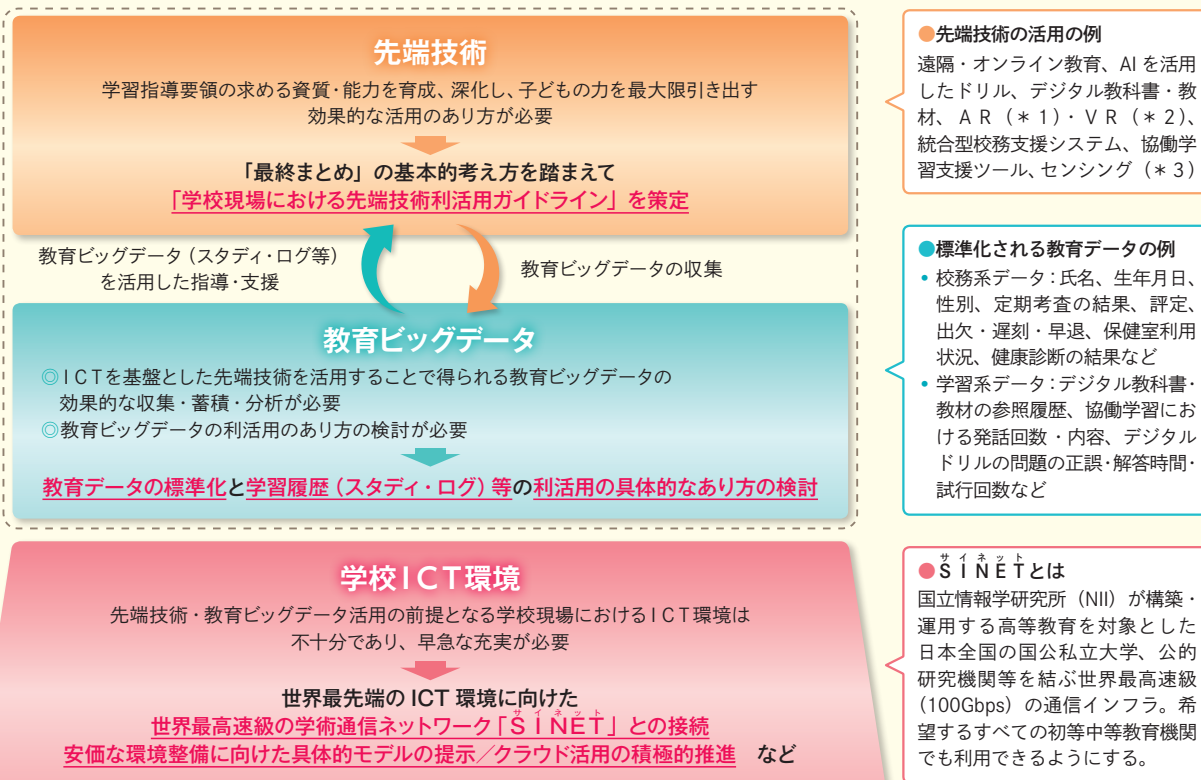 先端技術
学習指導要領の求める資質・能力を育成、深化し、子どもの力を最大限引き出す
効果的な活用のあり方が必要
「最終まとめ」の基本的考え方を踏まえて
「学校現場における先端技術利活用ガイドライン」を策定
教育ビッグデータ（スタディ・ログ等）
を活用した指導・支援
教育ビッグデータの収集
教育ビッグデータ
◎ＩＣＴを基盤とした先端技術を活用することで得られる教育ビッグデータの
効果的な収集・蓄積・分析が必要
◎教育ビッグデータの利活用のあり方の検討が必要
教育データの標準化と学習履歴（スタディ・ログ）等の利活用の具体的なあり方の検討
学校ＩＣＴ環境
先端技術・教育ビッグデータ活用の前提となる学校現場におけるＩＣＴ環境は
不十分であり、早急な充実が必要
世界最先端の ICT 環境に向けた
サイネット
世界最高速級の学術通信ネットワーク「ＳＩＮＥＴ」との接続
安価な環境整備に向けた具体的モデルの提示／クラウド活用の積極的推進　など
●先端技術の活用の例
遠隔・オンライン教育、AI を活用
したドリル、デジタル教科書・教
材、ＡＲ（＊１）・ＶＲ（＊２）、
統合型校務支援システム、協働学
習支援ツール、センシング（＊３）
●標準化される教育データの例
• 校務系データ：氏名、生年月日、
性別、定期考査の結果、評定、
出欠・遅刻・早退、保健室利用
状況、健康診断の結果など
• 学習系データ：デジタル教科書・
教材の参照履歴、協働学習にお
ける発話回数・内容、デジタル
ドリルの問題の正誤・解答時間・
試行回数など
サイネット
●ＳＩＮＥＴとは
国立情報学研究所（NII）が構築・
運用する高等教育を対象とした
日本全国の国公私立大学、公的
研究機関等を結ぶ世界最高速級
（100Gbps）の通信インフラ。希
望するすべての初等中等教育機関
でも利用できるようにする。